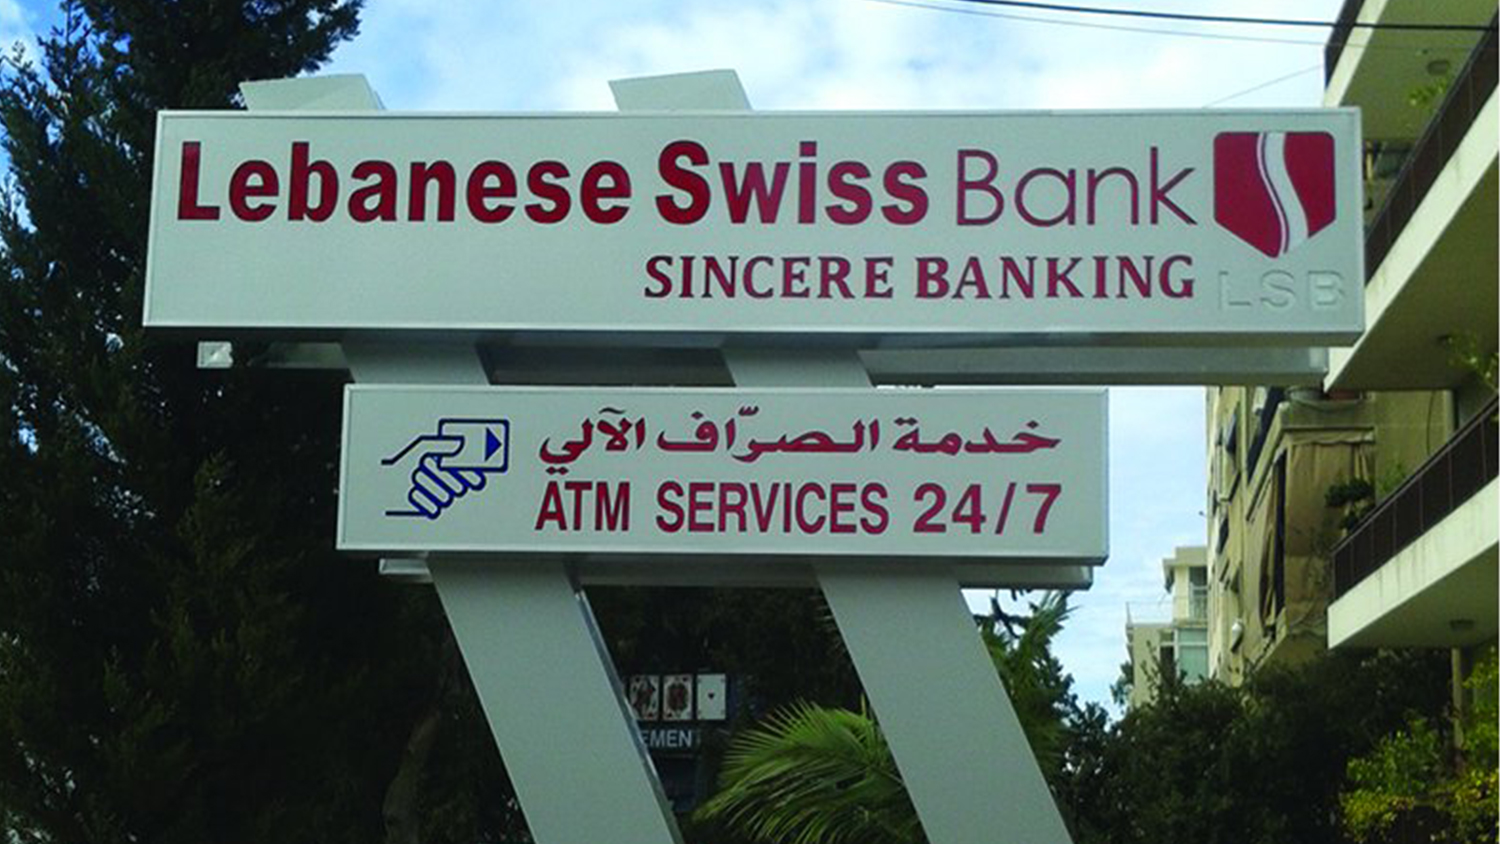 Lebanese Swiss Bank
SINCERE BANKING
LSB
خدمة الصرّاف الآلي
ATM SERVICES 24/7